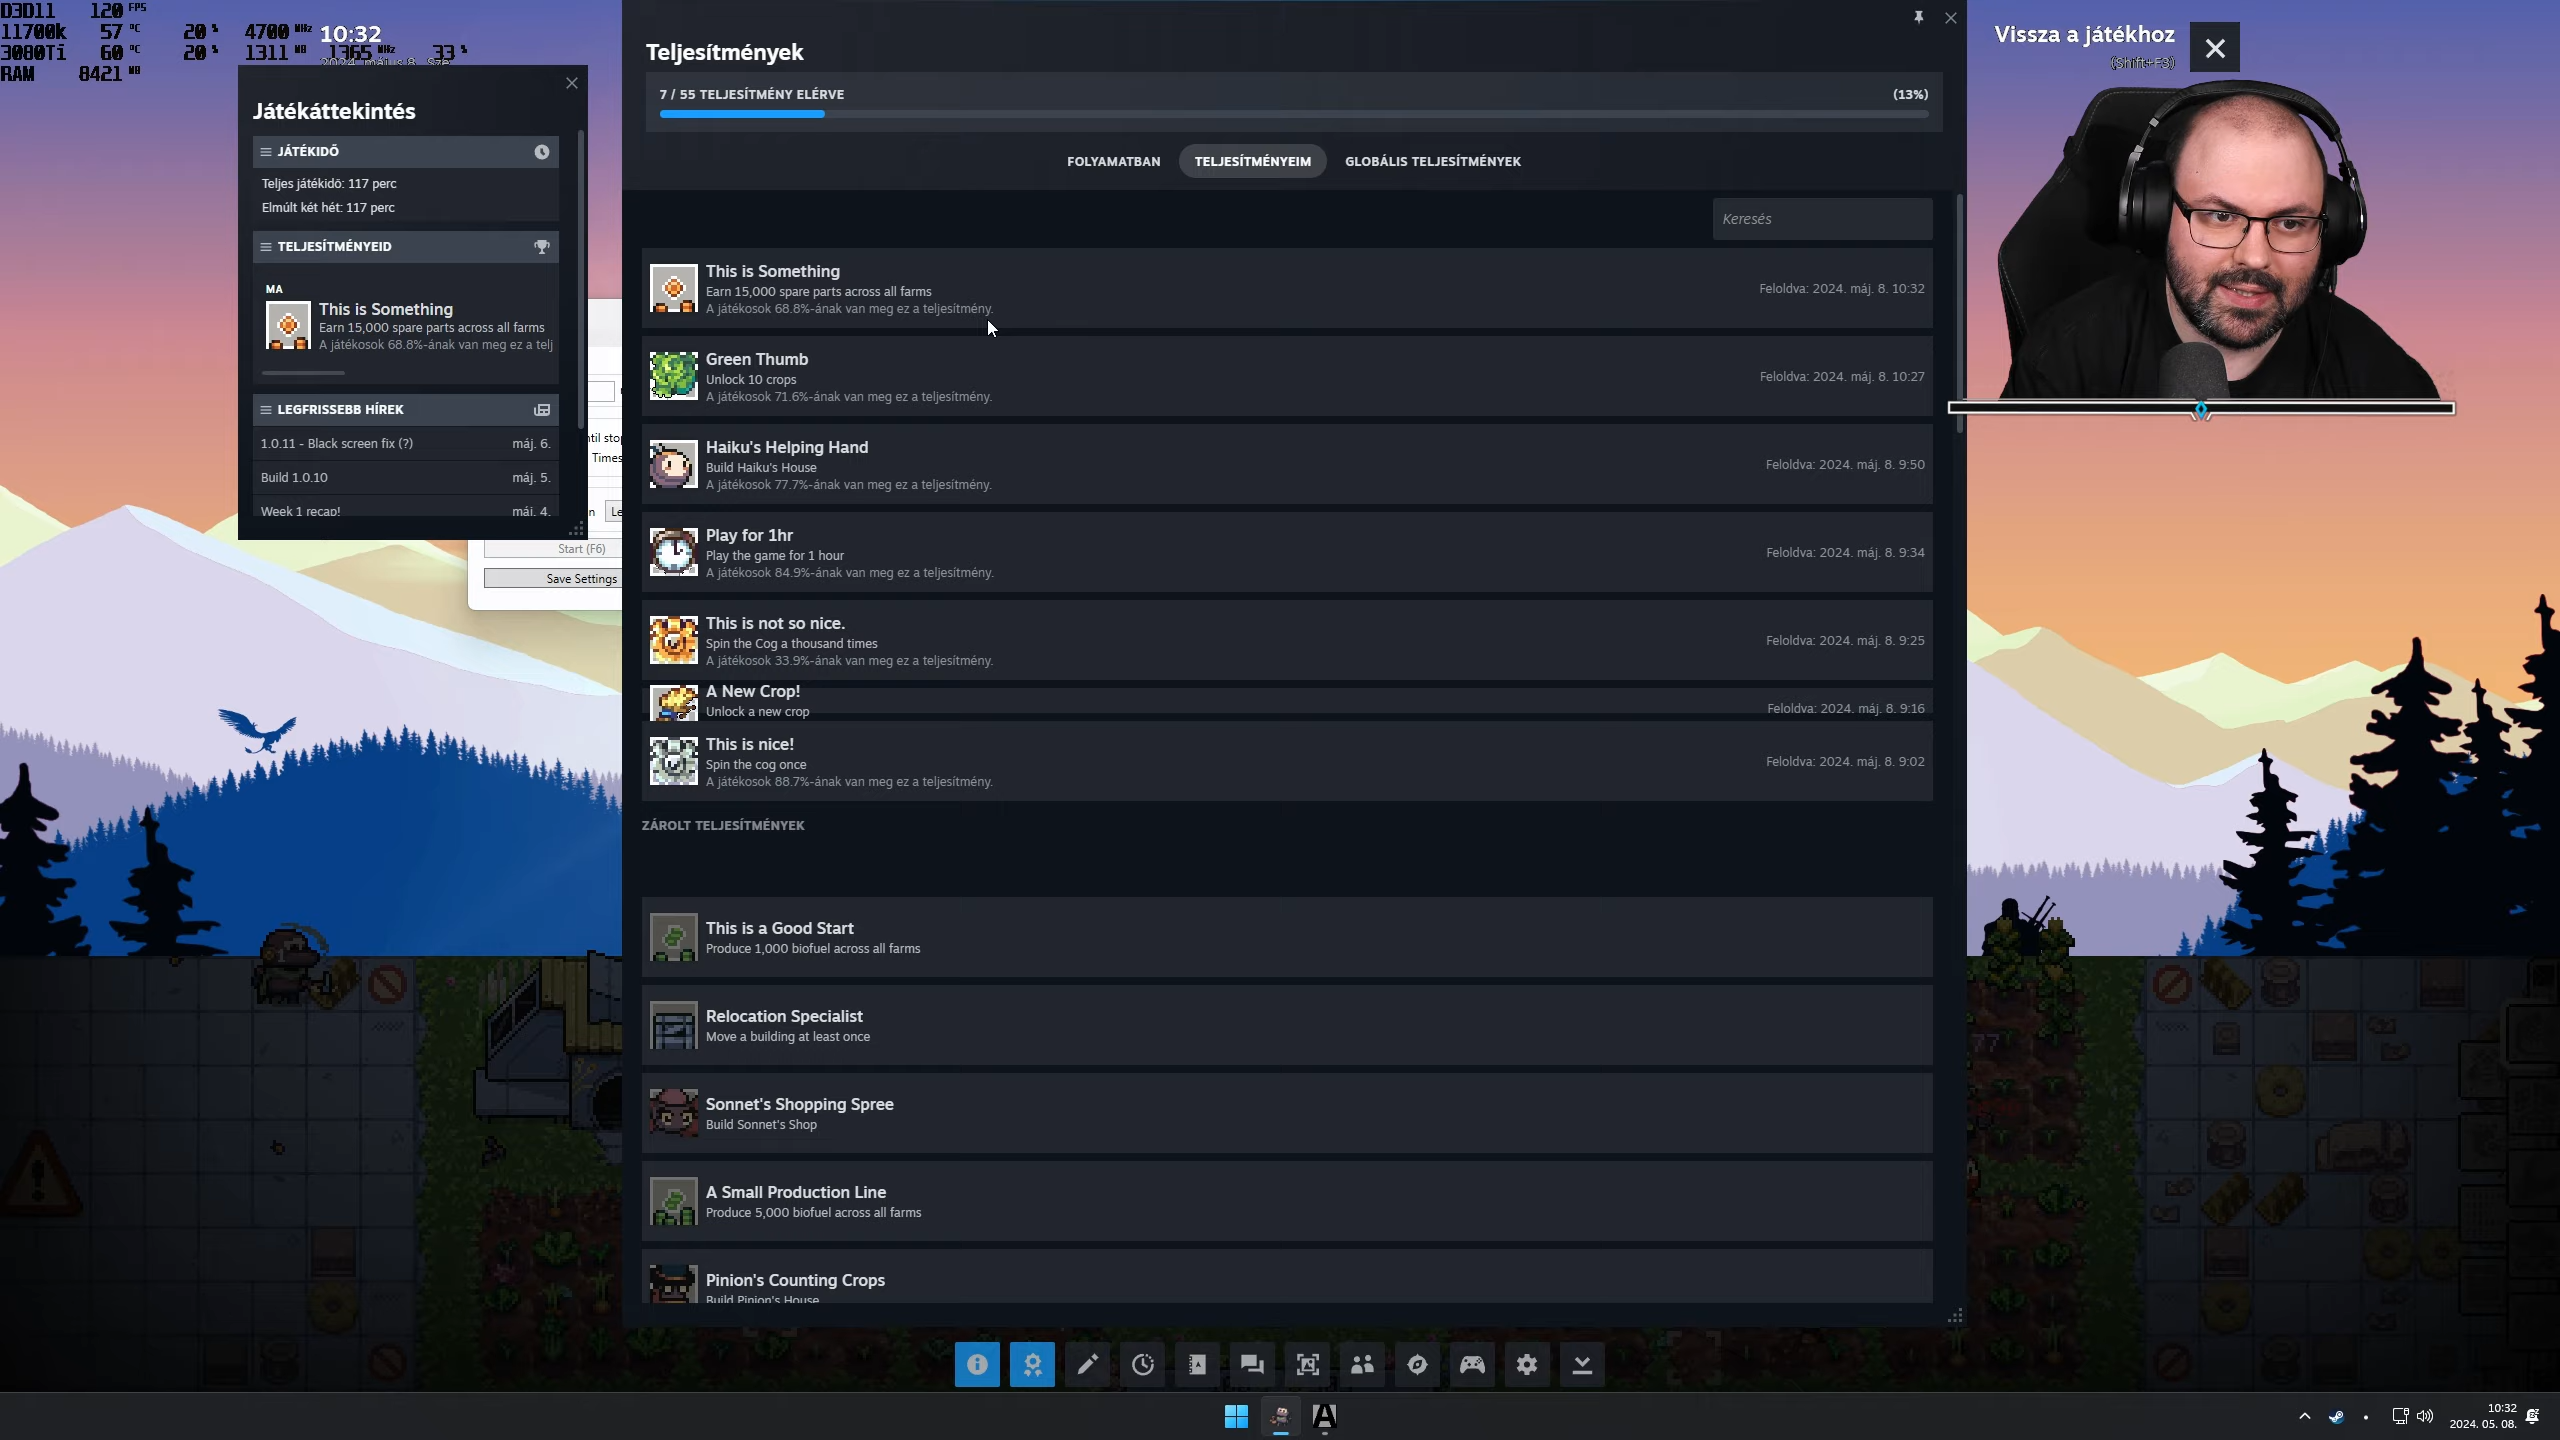 D3D11 120 FPS
11700k 57 °C 20 % 4700 MHz
3080Ti 60 °C 20 % 1311 MB 1365 MHz 33 %
RAM 8421 MB
10:32
2024. május 8., Sze
Játékáttekintés
JÁTÉKIDŐ
Teljes játékidő: 117 perc
Elmúlt két hét: 117 perc
TELJESÍTMÉNYEID
MA
This is Something
Earn 15,000 spare parts across all farms
A játékosok 68.8%-ának van meg ez a telj
LEGFRISSEBB HÍREK
1.0.11 - Black screen fix (?) máj. 6.
Build 1.0.10 máj. 5.
Week 1 recap! máj. 4.
Times
Start (F6)
Save Settings
Teljesítmények
7 / 55 TELJESÍTMÉNY ELÉRVE (13%)
FOLYAMATBAN TELJESÍTMÉNYEIM GLOBÁLIS TELJESÍTMÉNYEK
Keresés
This is Something
Earn 15,000 spare parts across all farms
A játékosok 68.8%-ának van meg ez a teljesítmény.
Feloldva: 2024. máj. 8. 10:32
Green Thumb
Unlock 10 crops
A játékosok 71.6%-ának van meg ez a teljesítmény.
Feloldva: 2024. máj. 8. 10:27
Haiku's Helping Hand
Build Haiku's House
A játékosok 77.7%-ának van meg ez a teljesítmény.
Feloldva: 2024. máj. 8. 9:50
Play for 1hr
Play the game for 1 hour
A játékosok 84.9%-ának van meg ez a teljesítmény.
Feloldva: 2024. máj. 8. 9:34
This is not so nice.
Spin the Cog a thousand times
A játékosok 33.9%-ának van meg ez a teljesítmény.
Feloldva: 2024. máj. 8. 9:25
A New Crop!
Unlock a new crop
Feloldva: 2024. máj. 8. 9:16
This is nice!
Spin the cog once
A játékosok 88.7%-ának van meg ez a teljesítmény.
Feloldva: 2024. máj. 8. 9:02
ZÁROLT TELJESÍTMÉNYEK
This is a Good Start
Produce 1,000 biofuel across all farms
Relocation Specialist
Move a building at least once
Sonnet's Shopping Spree
Build Sonnet's Shop
A Small Production Line
Produce 5,000 biofuel across all farms
Pinion's Counting Crops
Build Pinion's House
Vissza a játékhoz
(Shift+F3)
10:32
2024. 05. 08.